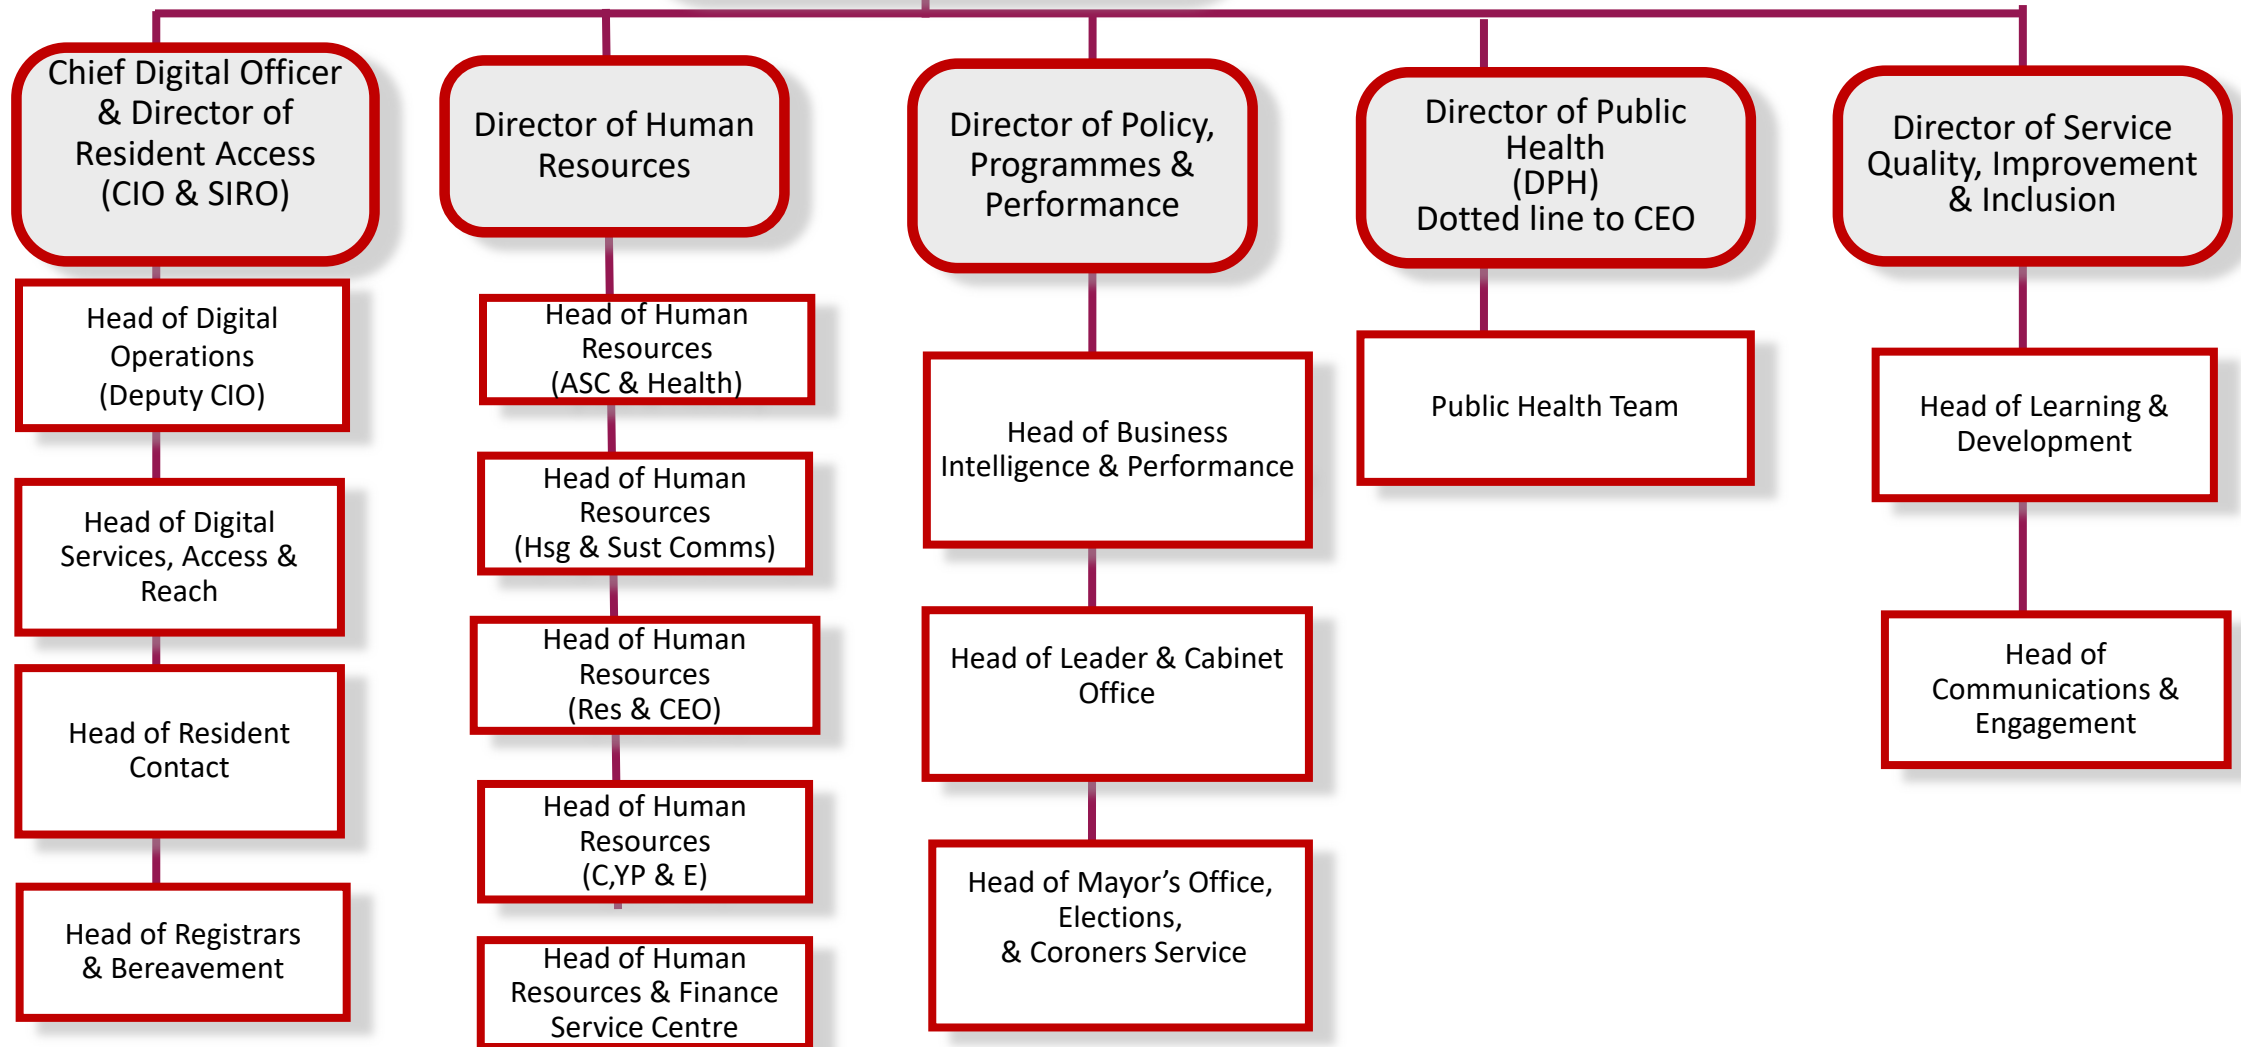 Chief Digital Officer
& Director of
Resident Access
(CIO & SIRO)
Director of Human
Resources
Director of Policy,
Programmes &
Performance
Director of Public
Health
(DPH)
Dotted line to CEO
Director of Service
Quality, Improvement
& Inclusion
Head of Digital
Operations
(Deputy CIO)
Head of Digital
Services, Access &
Reach
Head of Resident
Contact
Head of Registrars
& Bereavement
Head of Human
Resources
(ASC & Health)
Head of Human
Resources
(Hsg & Sust Comms)
Head of Human
Resources
(Res & CEO)
Head of Human
Resources
(C,YP & E)
Head of Human
Resources & Finance
Service Centre
Head of Business
Intelligence & Performance
Head of Leader & Cabinet
Office
Head of Mayor’s Office,
Elections,
& Coroners Service
Public Health Team
Head of Learning &
Development
Head of
Communications &
Engagement